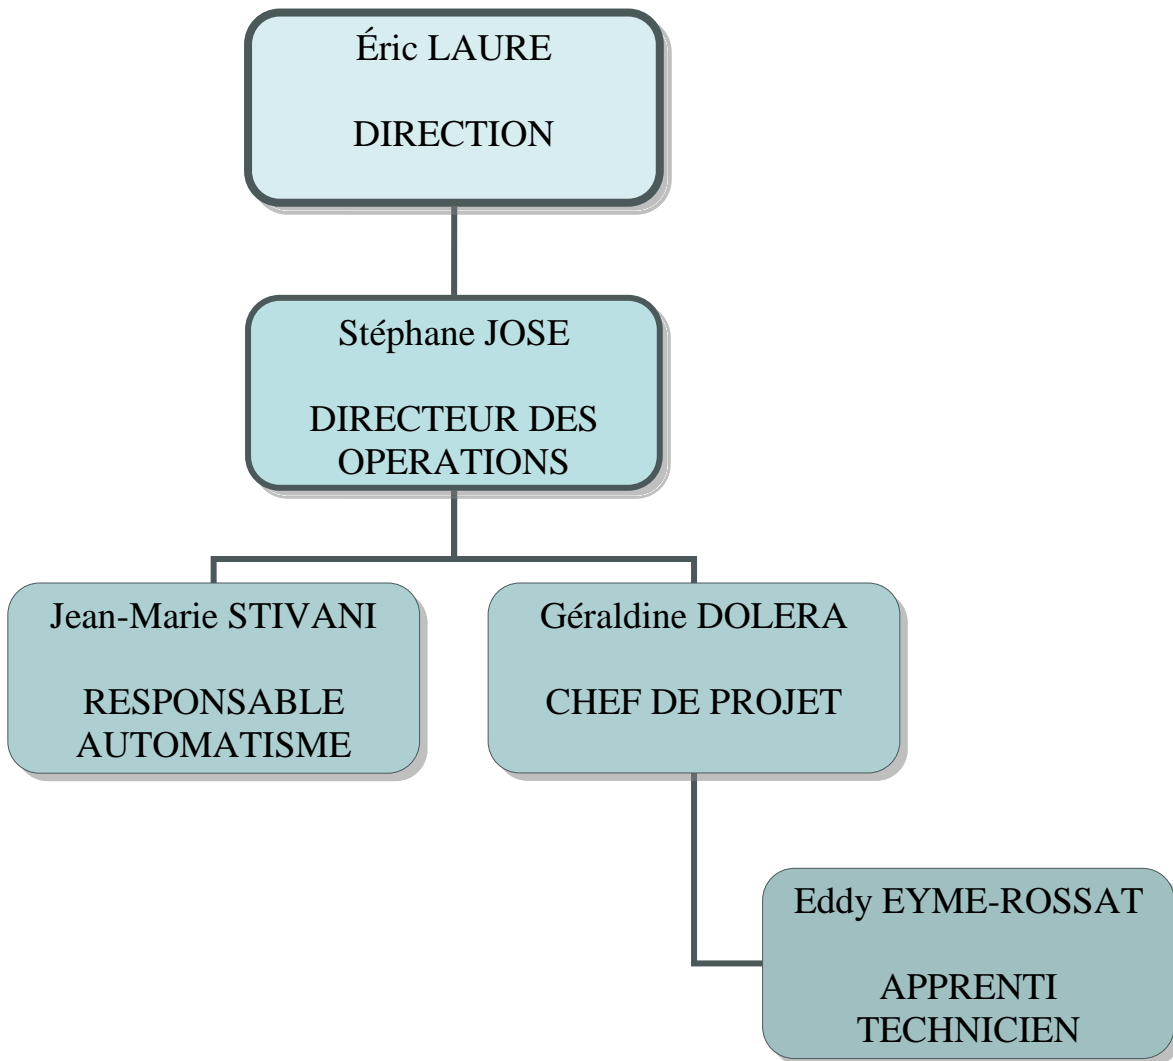 Éric LAURE
DIRECTION
Stéphane JOSE
DIRECTEUR DES
OPERATIONS
Jean-Marie STIVANI
RESPONSABLE
AUTOMATISME
Géraldine DOLERA
CHEF DE PROJET
Eddy EYME-ROSSAT
APPRENTI
TECHNICIEN